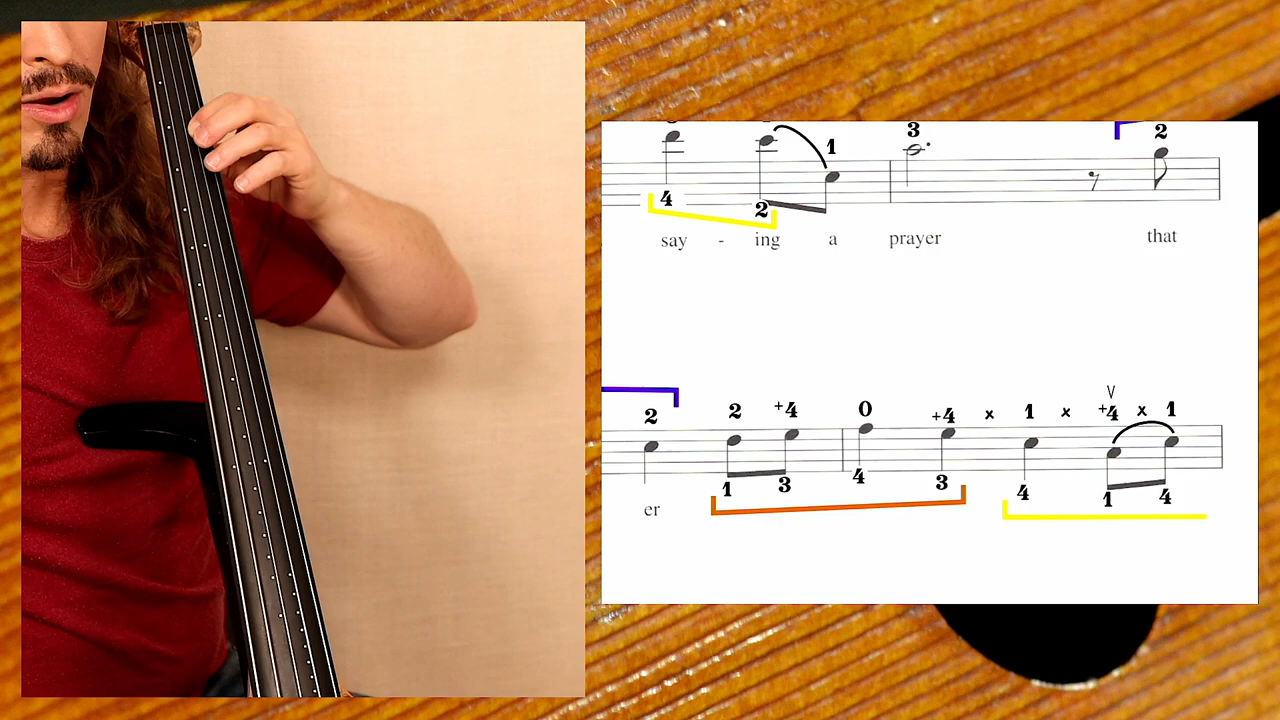 3 2
1
4 2
say - ing a prayer that
V
2 2 +4 0 +4 x 1 x +4 x 1
1 3 4 3 4 1 4
er